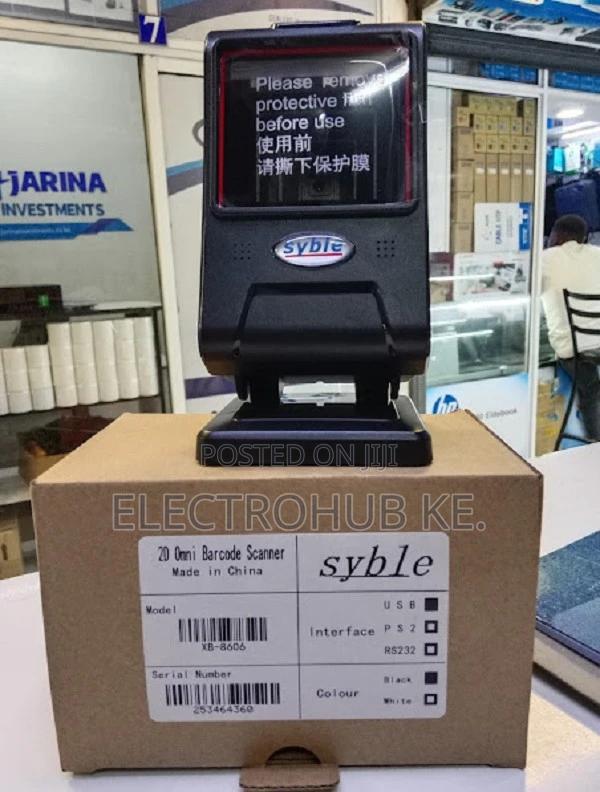 7
JARINA
INVESTMENTS
Please remove
protective film
before use
使用前
请撕下保护膜
syble
hp
Elitebook
POSTED ON JIJI
ELECTROHUB KE.
2D Omni Barcode Scanner
Made in China
syble
Model
XB-8606
Interface
USB
PS2
RS232
Serial Number
253464360
Colour
Black
White